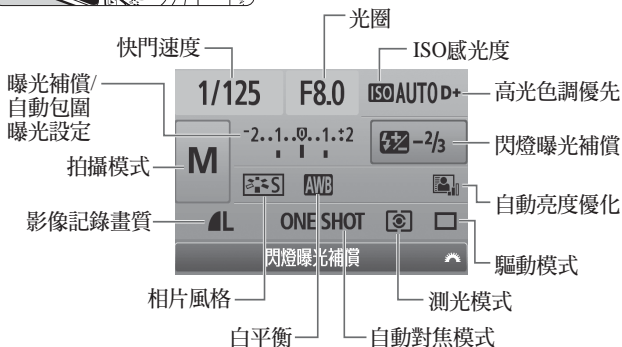 光圈
快門速度
ISO感光度
曝光補償/
自動包圍
曝光設定
1/125 F8.0 ISO AUTO D+
高光色調優先
-2..1..0..1..+2
-2/3
閃燈曝光補償
拍攝模式
M
S AWB
自動亮度優化
影像記錄畫質
L ONE SHOT
閃燈曝光補償
驅動模式
相片風格
測光模式
白平衡
自動對焦模式